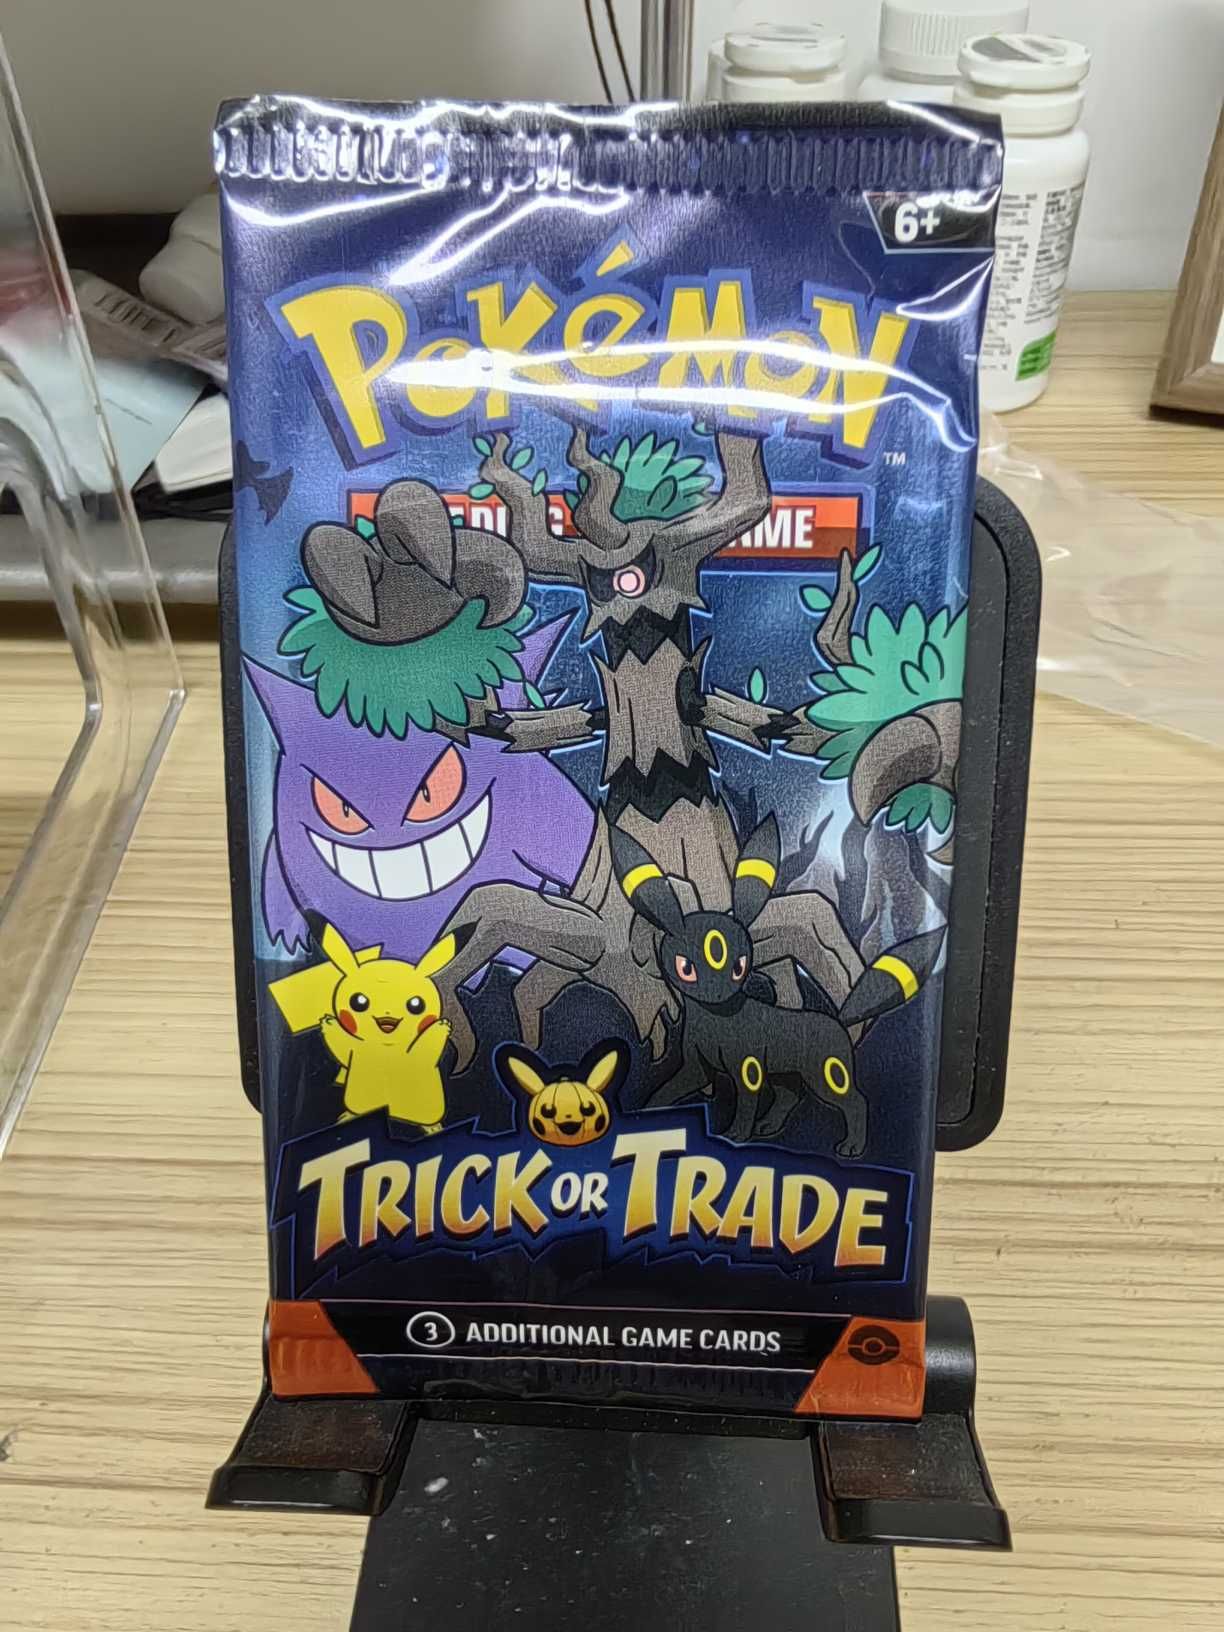 6+
POKéMON
™
TRICK OR TRADE
3 ADDITIONAL GAME CARDS